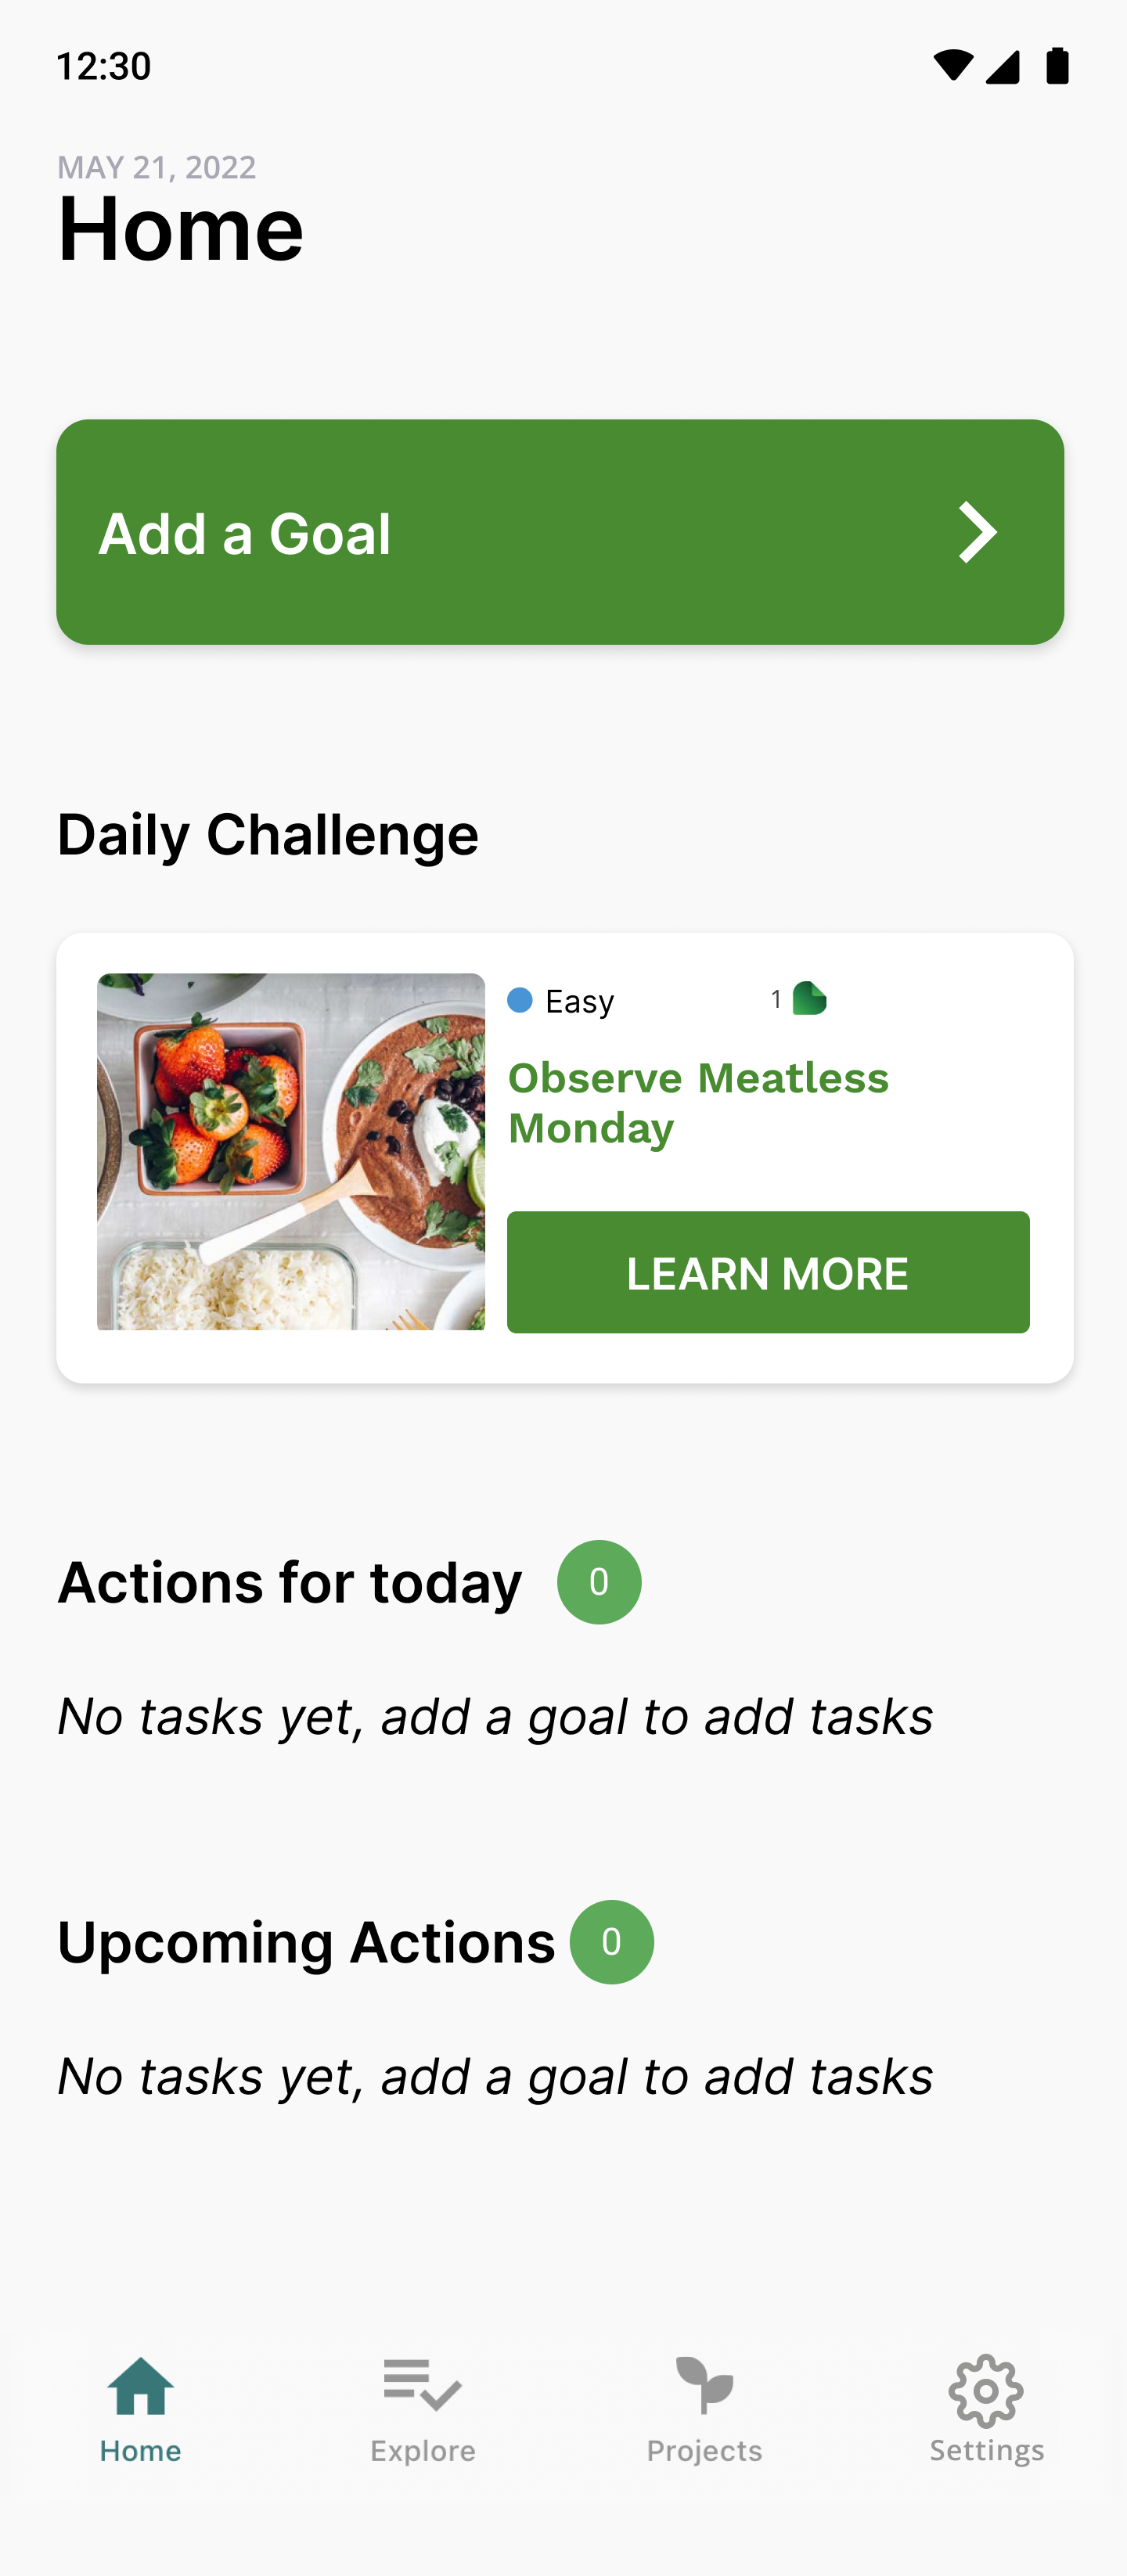 12:30
MAY 21, 2022
Home
Add a Goal
Daily Challenge
Easy
1
Observe Meatless
Monday
LEARN MORE
Actions for today 0
No tasks yet, add a goal to add tasks
Upcoming Actions 0
No tasks yet, add a goal to add tasks
Home Explore Projects Settings